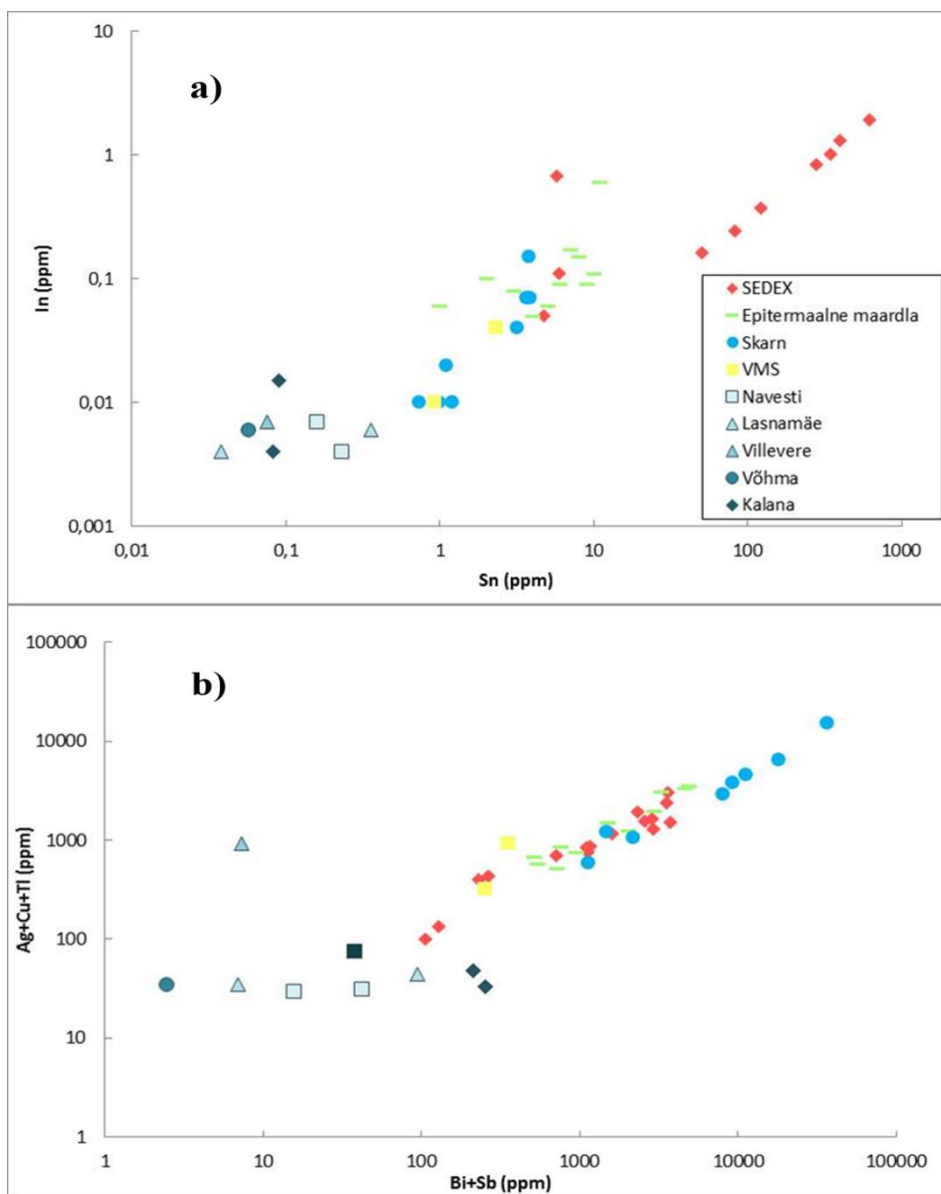 a)
10
1
0,1
0,01
0,001
In (ppm)
0,01
0,1
1
10
100
1000
Sn (ppm)
SEDEX
Epitermaalne maardla
Skarn
VMS
Navesti
Lasnamäe
Villevere
Võhma
Kalana
b)
100000
10000
1000
100
10
1
Ag+Cu+Tl (ppm)
1
10
100
1000
10000
100000
Bi+Sb (ppm)